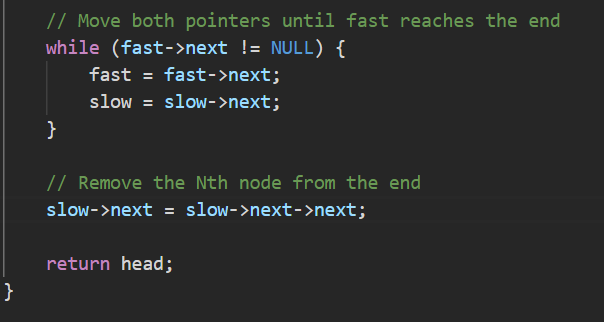 // Move both pointers until fast reaches the end
while (fast->next != NULL) {
fast = fast->next;
slow = slow->next;
}
// Remove the Nth node from the end
slow->next = slow->next->next;
return head;
}